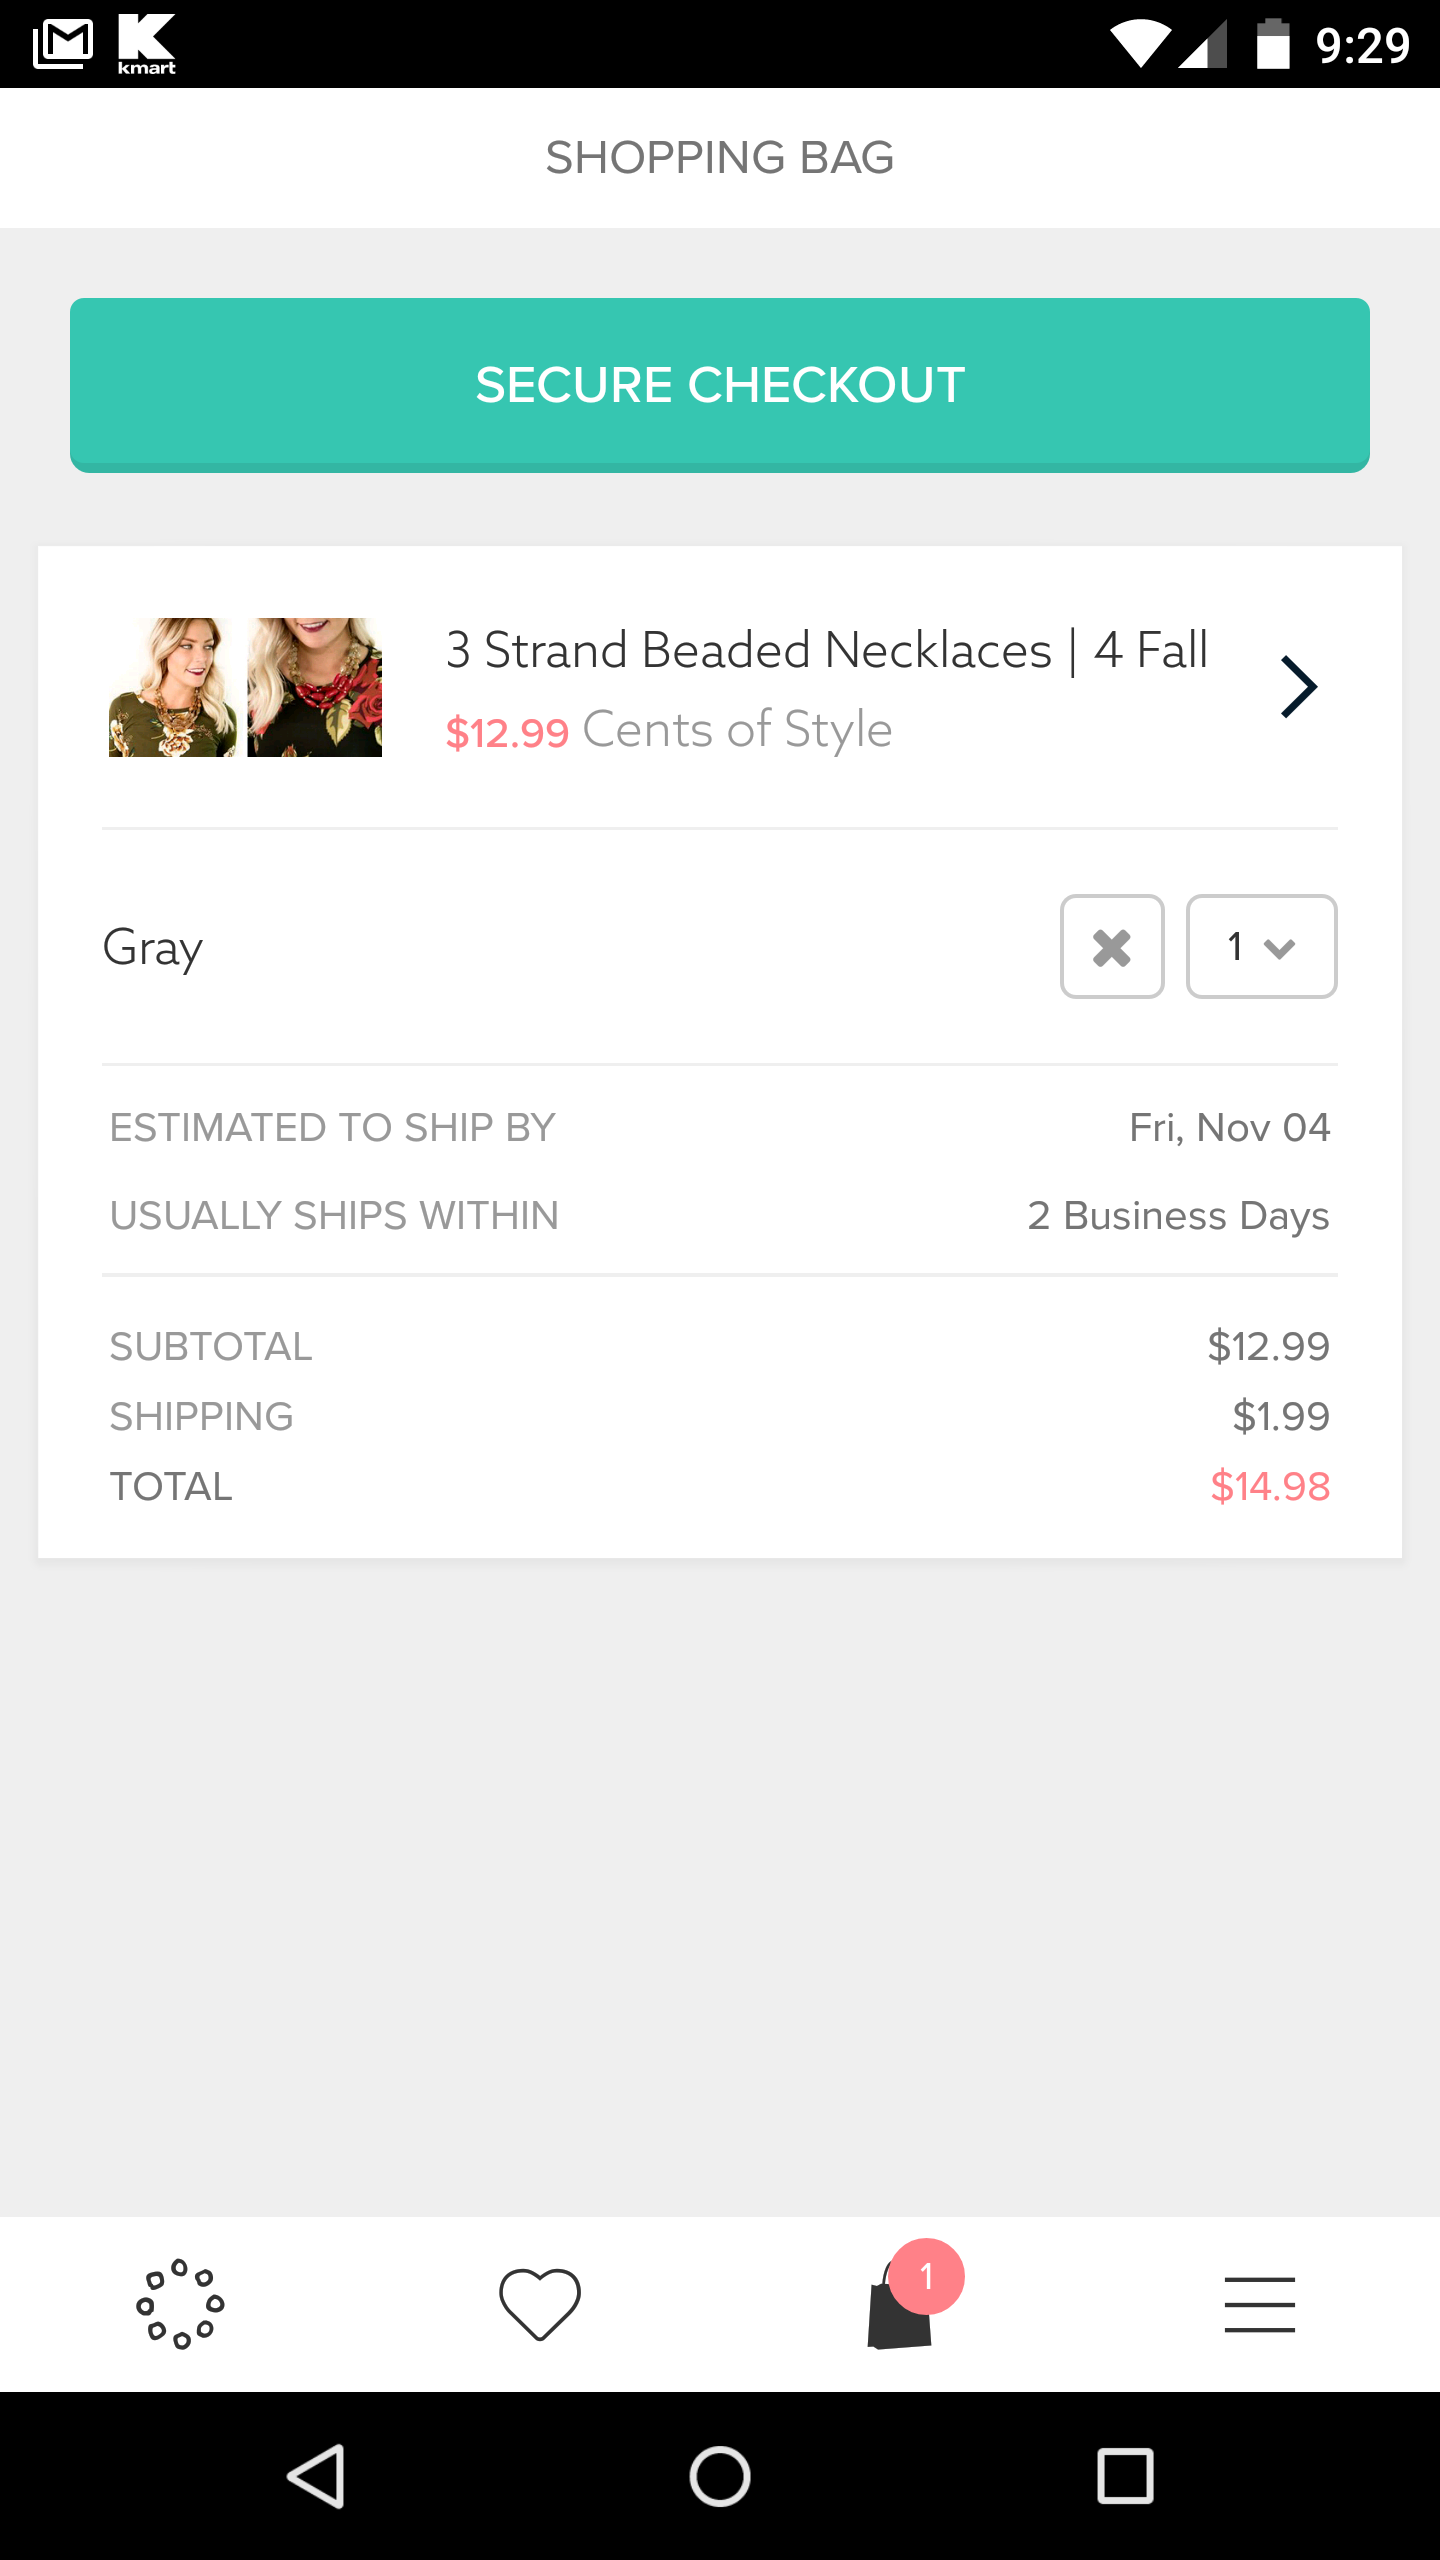 kmart
9:29
SHOPPING BAG
SECURE CHECKOUT
3 Strand Beaded Necklaces | 4 Fall
$12.99 Cents of Style
Gray
1
ESTIMATED TO SHIP BY Fri, Nov 04
USUALLY SHIPS WITHIN 2 Business Days
SUBTOTAL $12.99
SHIPPING $1.99
TOTAL $14.98
1